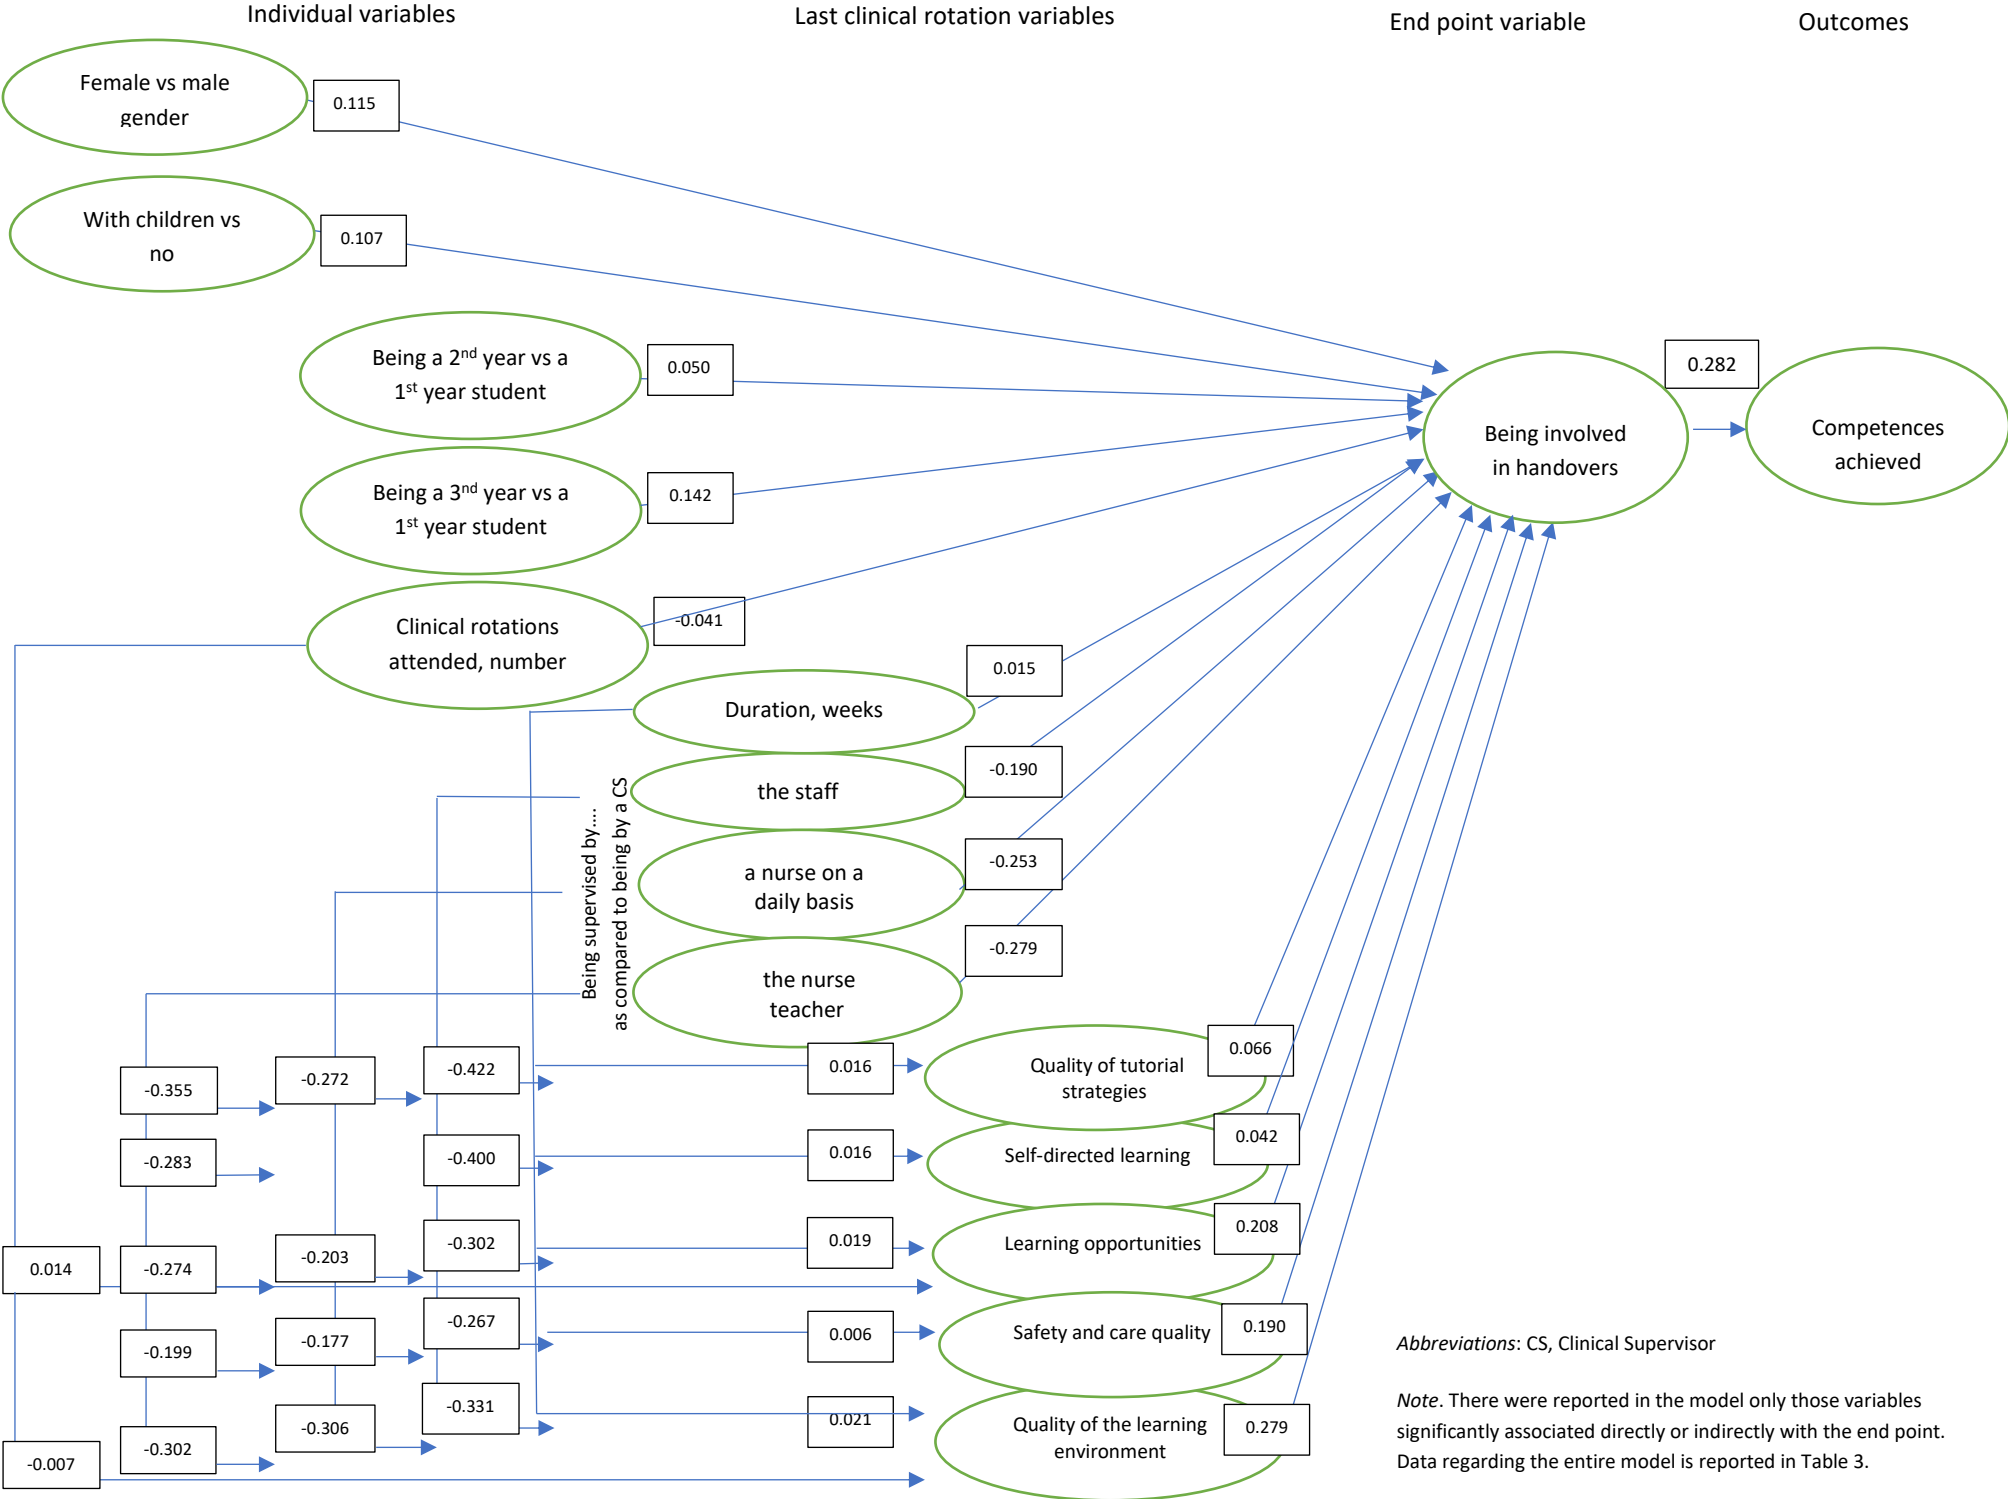 Individual variables
Last clinical rotation variables
End point variable
Outcomes
Female vs male
gender
0.115
With children vs
no
0.107
Being a 2nd year vs a
1st year student
0.050
0.282
Being involved
in handovers
Competences
achieved
Being a 3nd year vs a
1st year student
0.142
Clinical rotations
attended, number
-0.041
Duration, weeks
0.015
Being supervised by....
as compared to being by a CS
the staff
-0.190
a nurse on a
daily basis
-0.253
the nurse
teacher
-0.279
-0.355
-0.272
-0.422
0.016
Quality of tutorial
strategies
0.066
-0.283
-0.400
0.016
Self-directed learning
0.042
0.014
-0.274
-0.203
-0.302
0.019
Learning opportunities
0.208
-0.199
-0.177
-0.267
0.006
Safety and care quality
0.190
-0.007
-0.302
-0.306
-0.331
0.021
Quality of the learning
environment
0.279
Abbreviations: CS, Clinical Supervisor
Note. There were reported in the model only those variables
significantly associated directly or indirectly with the end point.
Data regarding the entire model is reported in Table 3.